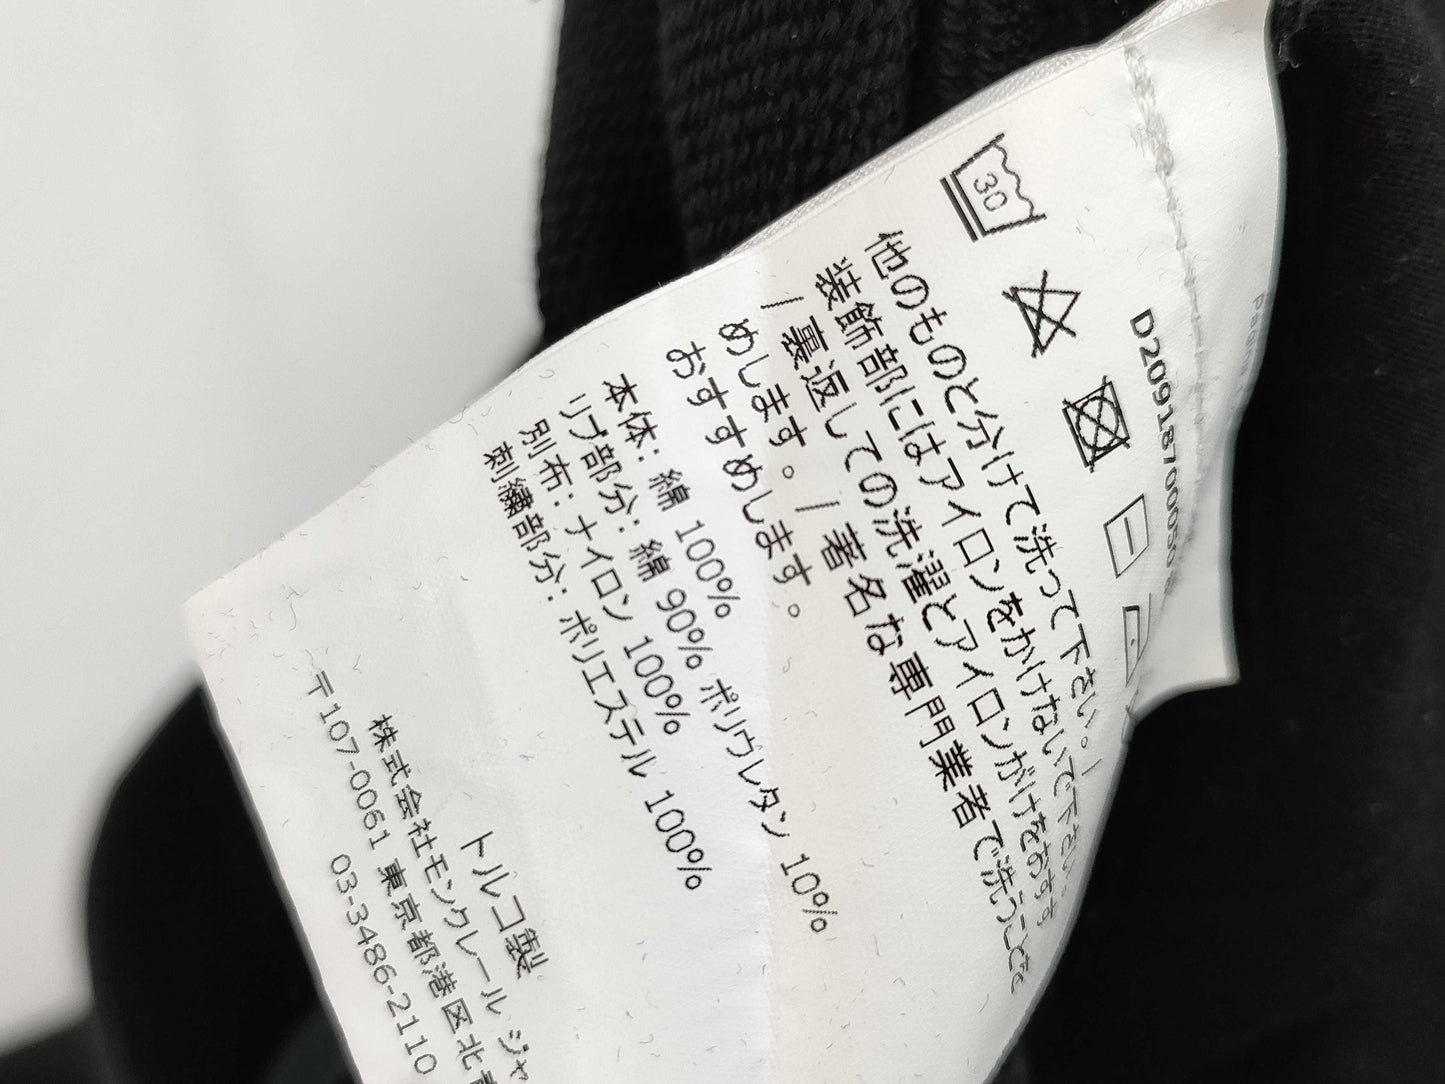 30
D20918700050
他のものと分けて洗って下さい。/
装飾部にはアイロンをかけないで下さい。
/ 裏返しての洗濯とアイロンがけをおすす
めします。/ 著名な専門業者で洗うことを
おすすめします。
本体: 綿 100%
リブ部分: 綿 90% ポリウレタン 10%
別布: ナイロン 100%
刺繍部分: ポリエステル 100%
トルコ製
株式会社モンクレール ジャ
〒107-0061 東京都港区北
03-3486-2110